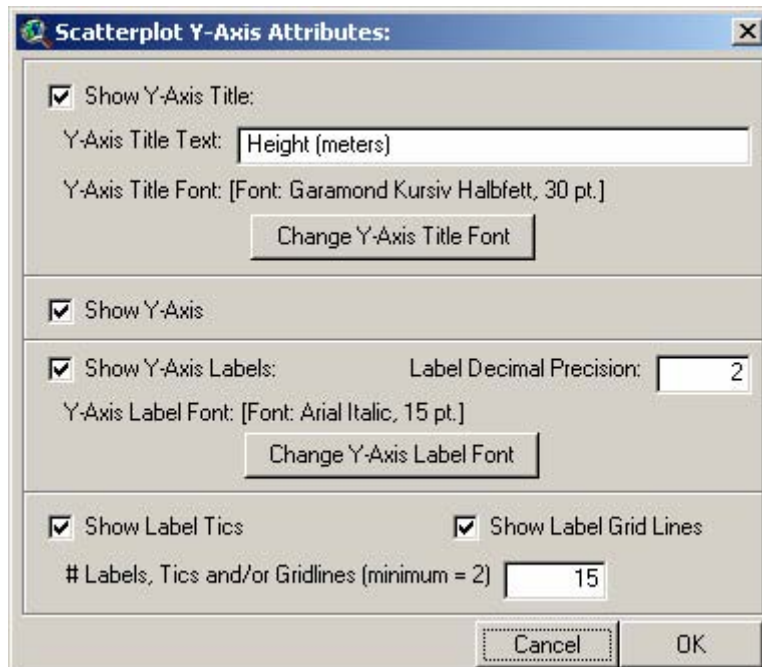 Scatterplot Y-Axis Attributes:
Show Y-Axis Title:
Y-Axis Title Text: Height (meters)
Y-Axis Title Font: [Font: Garamond Kursiv Halbfett, 30 pt.]
Change Y-Axis Title Font
Show Y-Axis
Show Y-Axis Labels: Label Decimal Precision: 2
Y-Axis Label Font: [Font: Arial Italic, 15 pt.]
Change Y-Axis Label Font
Show Label Tics Show Label Grid Lines
# Labels, Tics and/or Gridlines (minimum = 2) 15
Cancel OK